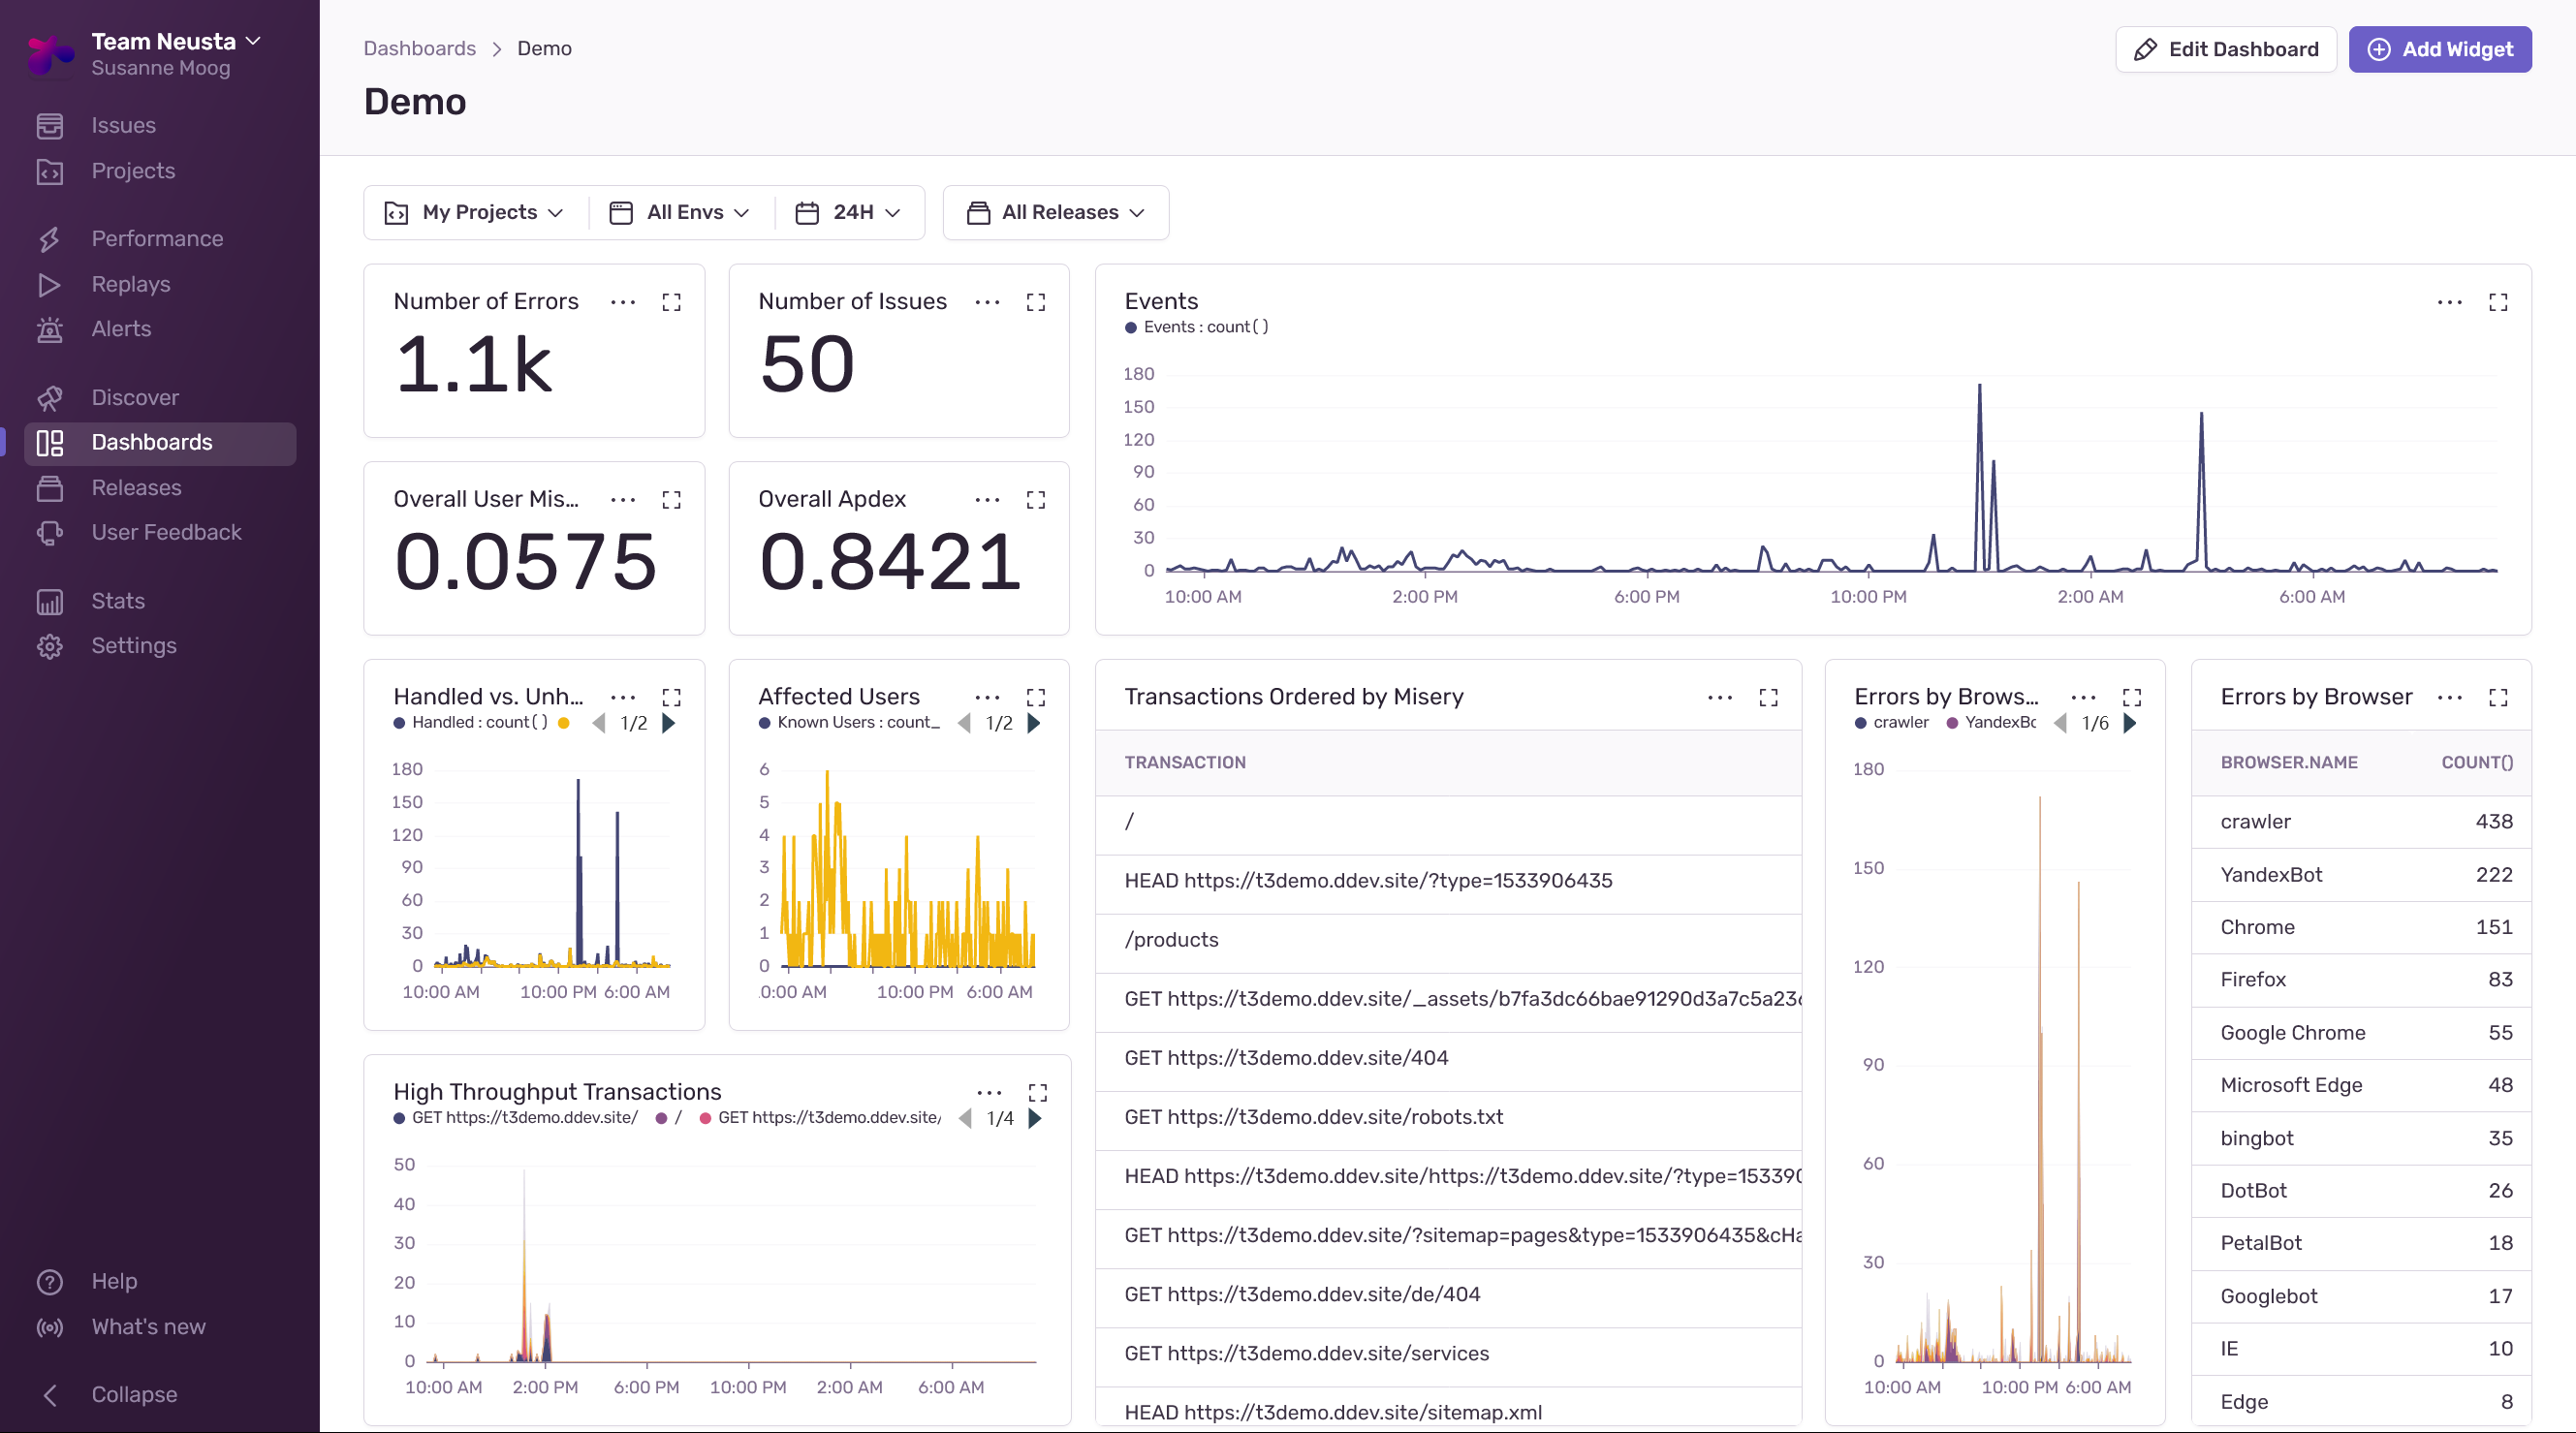 Team Neusta
Susanne Moog
Issues
Projects
Performance
Replays
Alerts
Discover
Dashboards
Releases
User Feedback
Stats
Settings
Help
What's new
Collapse
Dashboards > Demo
Demo
Edit Dashboard
Add Widget
My Projects
All Envs
24H
All Releases
Number of Errors
1.1k
Number of Issues
50
Overall User Mis...
0.0575
Overall Apdex
0.8421
Events
Events : count()
180
150
120
90
60
30
0
10:00 AM 2:00 PM 6:00 PM 10:00 PM 2:00 AM 6:00 AM
Handled vs. Unh...
Handled : count() 1/2
180
150
120
90
60
30
0
10:00 AM 10:00 PM 6:00 AM
Affected Users
Known Users : count_ 1/2
6
5
4
3
2
1
0
0:00 AM 10:00 PM 6:00 AM
High Throughput Transactions
GET https://t3demo.ddev.site/ / GET https://t3demo.ddev.site/ 1/4
50
40
30
20
10
0
10:00 AM 2:00 PM 6:00 PM 10:00 PM 2:00 AM 6:00 AM
Transactions Ordered by Misery
TRANSACTION
/
HEAD https://t3demo.ddev.site/?type=1533906435
/products
GET https://t3demo.ddev.site/_assets/b7fa3dc66bae91290d3a7c5a236
GET https://t3demo.ddev.site/404
GET https://t3demo.ddev.site/robots.txt
HEAD https://t3demo.ddev.site/https://t3demo.ddev.site/?type=153390
GET https://t3demo.ddev.site/?sitemap=pages&type=1533906435&cHa
GET https://t3demo.ddev.site/de/404
GET https://t3demo.ddev.site/services
HEAD https://t3demo.ddev.site/sitemap.xml
Errors by Brows...
crawler YandexBo 1/6
180
150
120
90
60
30
0
10:00 AM 10:00 PM 6:00 AM
Errors by Browser
BROWSER.NAME COUNT()
crawler 438
YandexBot 222
Chrome 151
Firefox 83
Google Chrome 55
Microsoft Edge 48
bingbot 35
DotBot 26
PetalBot 18
Googlebot 17
IE 10
Edge 8